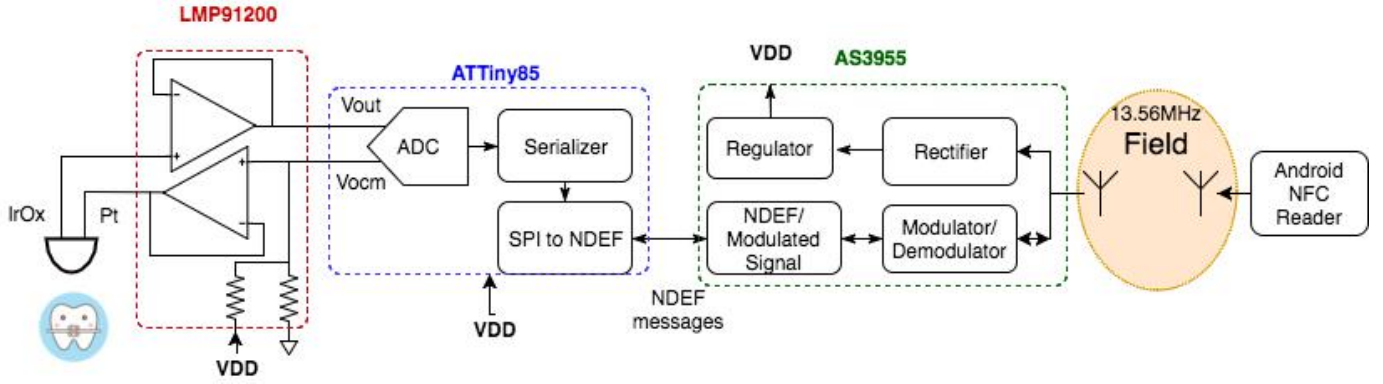 LMP91200
ATTiny85
AS3955
VDD
Vout
ADC
Vocm
Serializer
SPI to NDEF
Regulator
Rectifier
NDEF/
Modulated
Signal
Modulator/
Demodulator
13.56MHz
Field
Android
NFC
Reader
IrOx
Pt
VDD
VDD
NDEF
messages